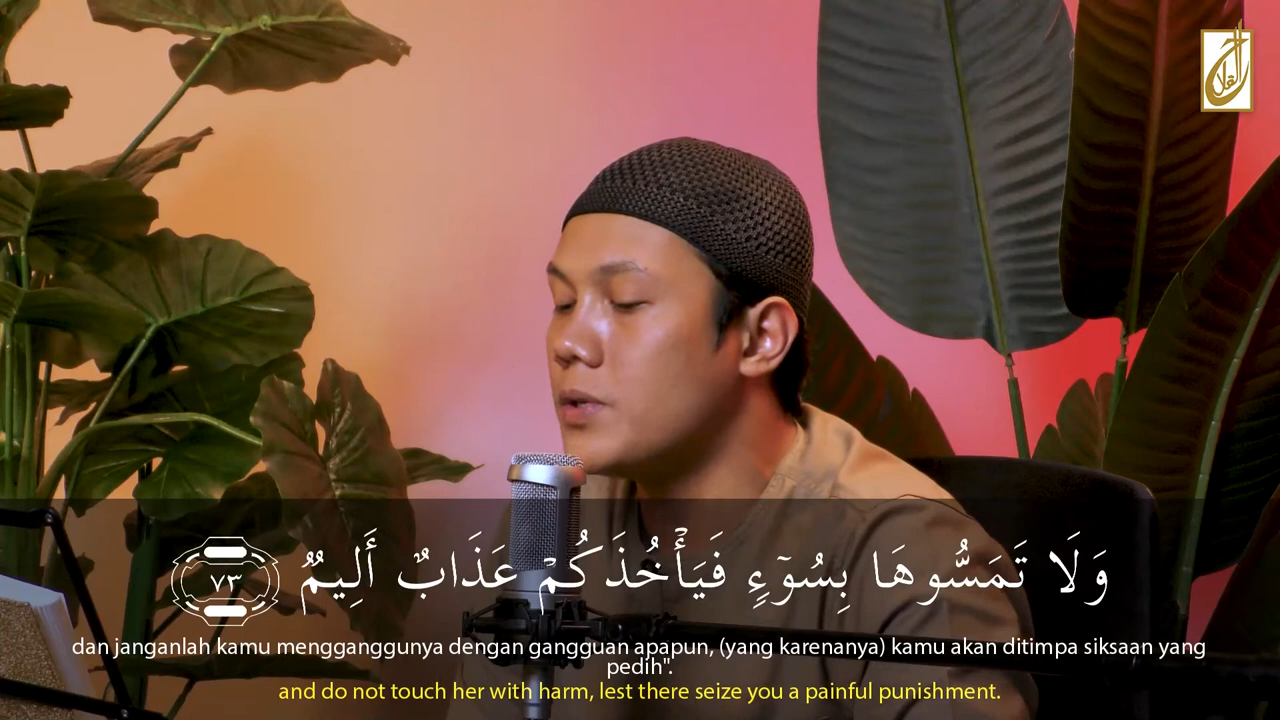 الفلاح
وَلَا تَمَسُّوهَا بِسُوٓءٍ فَيَأْخُذَكُمْ عَذَابٌ أَلِيمٌ ٧٣
dan janganlah kamu mengganggunya dengan gangguan apapun, (yang karenanya) kamu akan ditimpa siksaan yang
pedih".
and do not touch her with harm, lest there seize you a painful punishment.